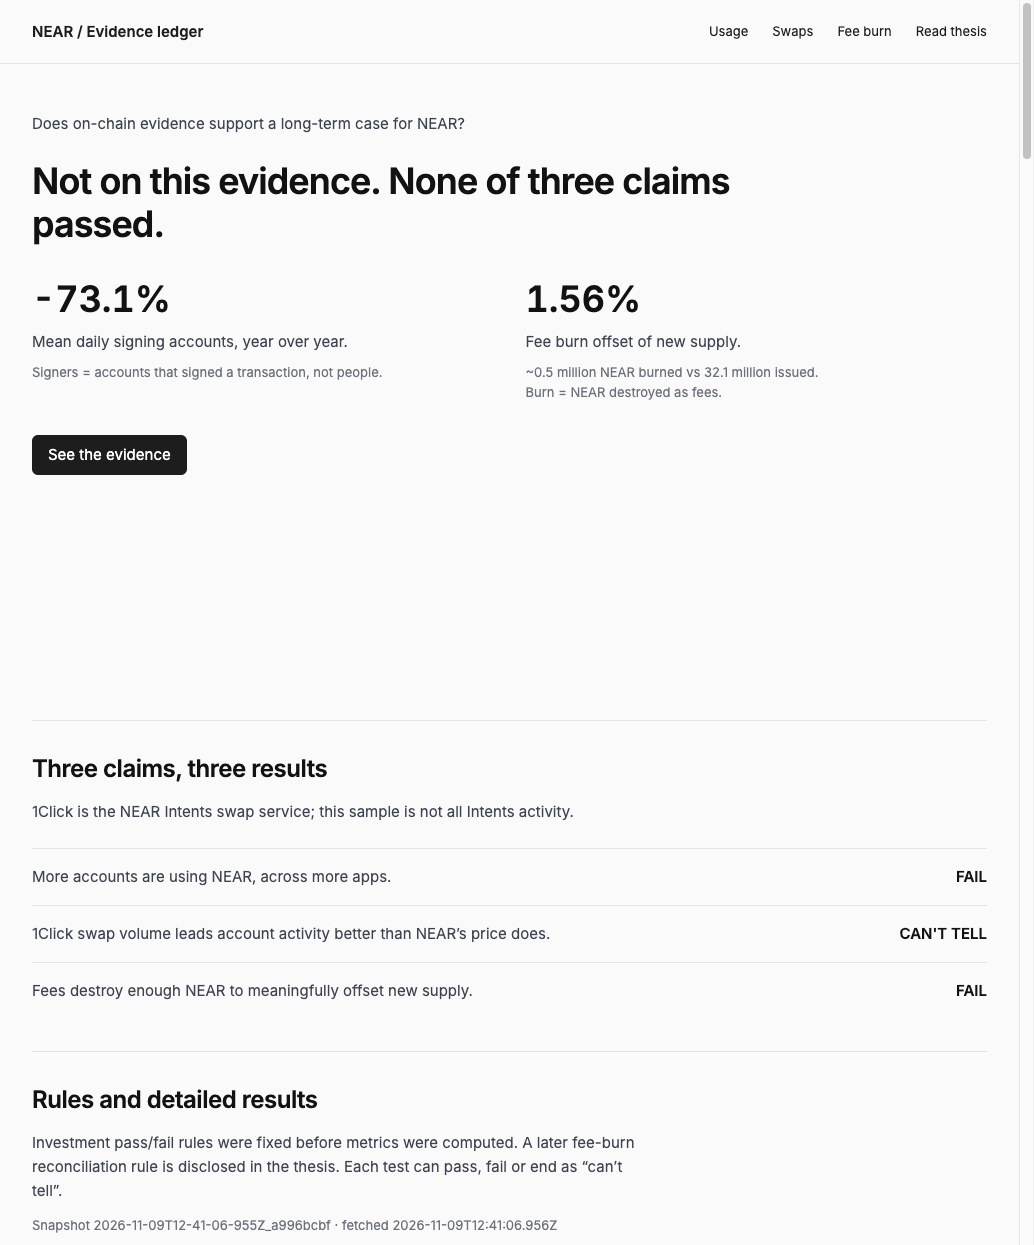 NEAR / Evidence ledger
Usage Swaps Fee burn Read thesis
Does on-chain evidence support a long-term case for NEAR?
Not on this evidence. None of three claims
passed.
-73.1%
Mean daily signing accounts, year over year.
Signers = accounts that signed a transaction, not people.
1.56%
Fee burn offset of new supply.
~0.5 million NEAR burned vs 32.1 million issued.
Burn = NEAR destroyed as fees.
See the evidence
Three claims, three results
1Click is the NEAR Intents swap service; this sample is not all Intents activity.
More accounts are using NEAR, across more apps. FAIL
1Click swap volume leads account activity better than NEAR’s price does. CAN'T TELL
Fees destroy enough NEAR to meaningfully offset new supply. FAIL
Rules and detailed results
Investment pass/fail rules were fixed before metrics were computed. A later fee-burn
reconciliation rule is disclosed in the thesis. Each test can pass, fail or end as “can’t
tell”.
Snapshot 2026-11-09T12-41-06-955Z_a996bcbf · fetched 2026-11-09T12:41:06.956Z